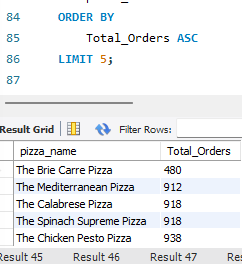 84 ORDER BY
85 Total_Orders ASC
86 LIMIT 5;
87
Result Grid Filter Rows:
pizza_name Total_Orders
The Brie Carre Pizza 480
The Mediterranean Pizza 912
The Calabrese Pizza 918
The Spinach Supreme Pizza 918
The Chicken Pesto Pizza 938
Result 45 Result 46 Result 47